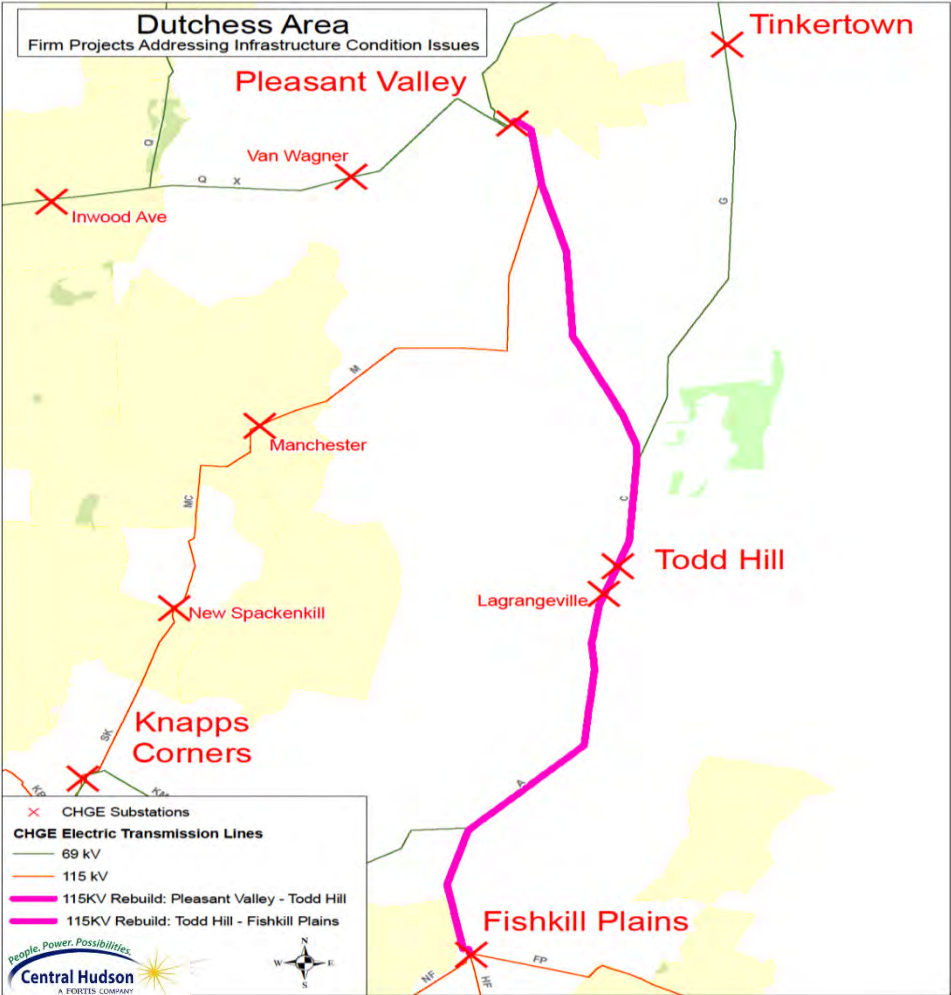 Dutchess Area
Firm Projects Addressing Infrastructure Condition Issues
Tinkertown
Pleasant Valley
Van Wagner
Q
Q X
Inwood Ave
G
M
Manchester
MC
C
Todd Hill
Lagrangeville
New Spackenkill
SK
Knapps
Corners
A
KB
KM
CHGE Substations
CHGE Electric Transmission Lines
69 kV
115 kV
115KV Rebuild: Pleasant Valley - Todd Hill
115KV Rebuild: Todd Hill - Fishkill Plains
Fishkill Plains
NF
HF
FP
People. Power. Possibilities.
Central Hudson
A FORTIS COMPANY
N
W E
S